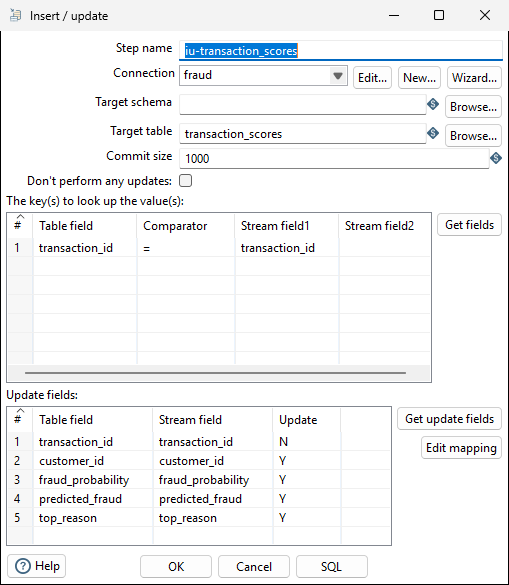 Insert / update
Step name iu-transaction_scores
Connection fraud Edit... New... Wizard...
Target schema Browse...
Target table transaction_scores Browse...
Commit size 1000
Don't perform any updates:
The key(s) to look up the value(s):
# Table field Comparator Stream field1 Stream field2 Get fields
1 transaction_id = transaction_id
Update fields:
# Table field Stream field Update Get update fields
1 transaction_id transaction_id N Edit mapping
2 customer_id customer_id Y
3 fraud_probability fraud_probability Y
4 predicted_fraud predicted_fraud Y
5 top_reason top_reason Y
Help OK Cancel SQL